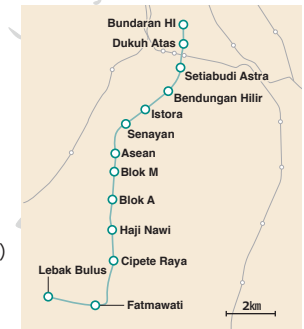 Bundaran HI
Dukuh Atas
Setiabudi Astra
Bendungan Hilir
Istora
Senayan
Asean
Blok M
Blok A
Haji Nawi
Cipete Raya
Lebak Bulus
Fatmawati
2km
)